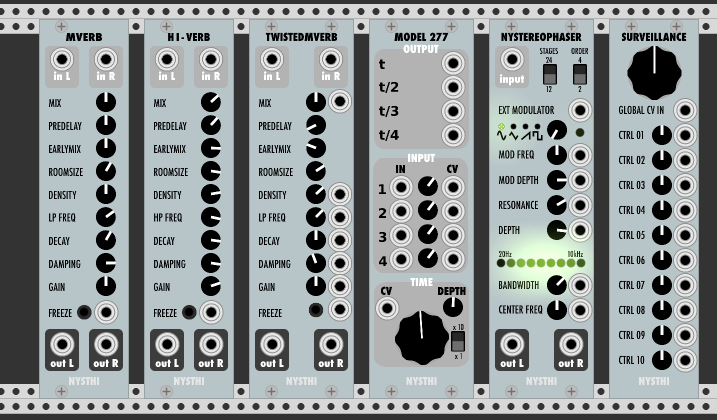 MVERB
in L in R
MIX
PREDELAY
EARLYMIX
ROOMSIZE
DENSITY
LP FREQ
DECAY
DAMPING
GAIN
FREEZE
out L out R
NYSTHI
HI-VERB
in L in R
MIX
PREDELAY
EARLYMIX
ROOMSIZE
DENSITY
HP FREQ
DECAY
DAMPING
GAIN
FREEZE
out L out R
NYSTHI
TWISTEDMVERB
in L in R
MIX
PREDELAY
EARLYMIX
ROOMSIZE
DENSITY
LP FREQ
DECAY
DAMPING
GAIN
FREEZE
out L out R
NYSTHI
MODEL 277
OUTPUT
t
t/2
t/3
t/4
INPUT
IN CV
1
2
3
4
TIME
CV DEPTH
x 10
x 1
NYSTHI
NYSTEREOPHASER
STAGES ORDER
24 4
input
12 2
EXT MODULATOR
MOD FREQ
MOD DEPTH
RESONANCE
DEPTH
20Hz 10kHz
BANDWIDTH
CENTER FREQ
out L out R
NYSTHI
SURVEILLANCE
GLOBAL CV IN
CTRL 01
CTRL 02
CTRL 03
CTRL 04
CTRL 05
CTRL 06
CTRL 07
CTRL 08
CTRL 09
CTRL 10
NYSTHI